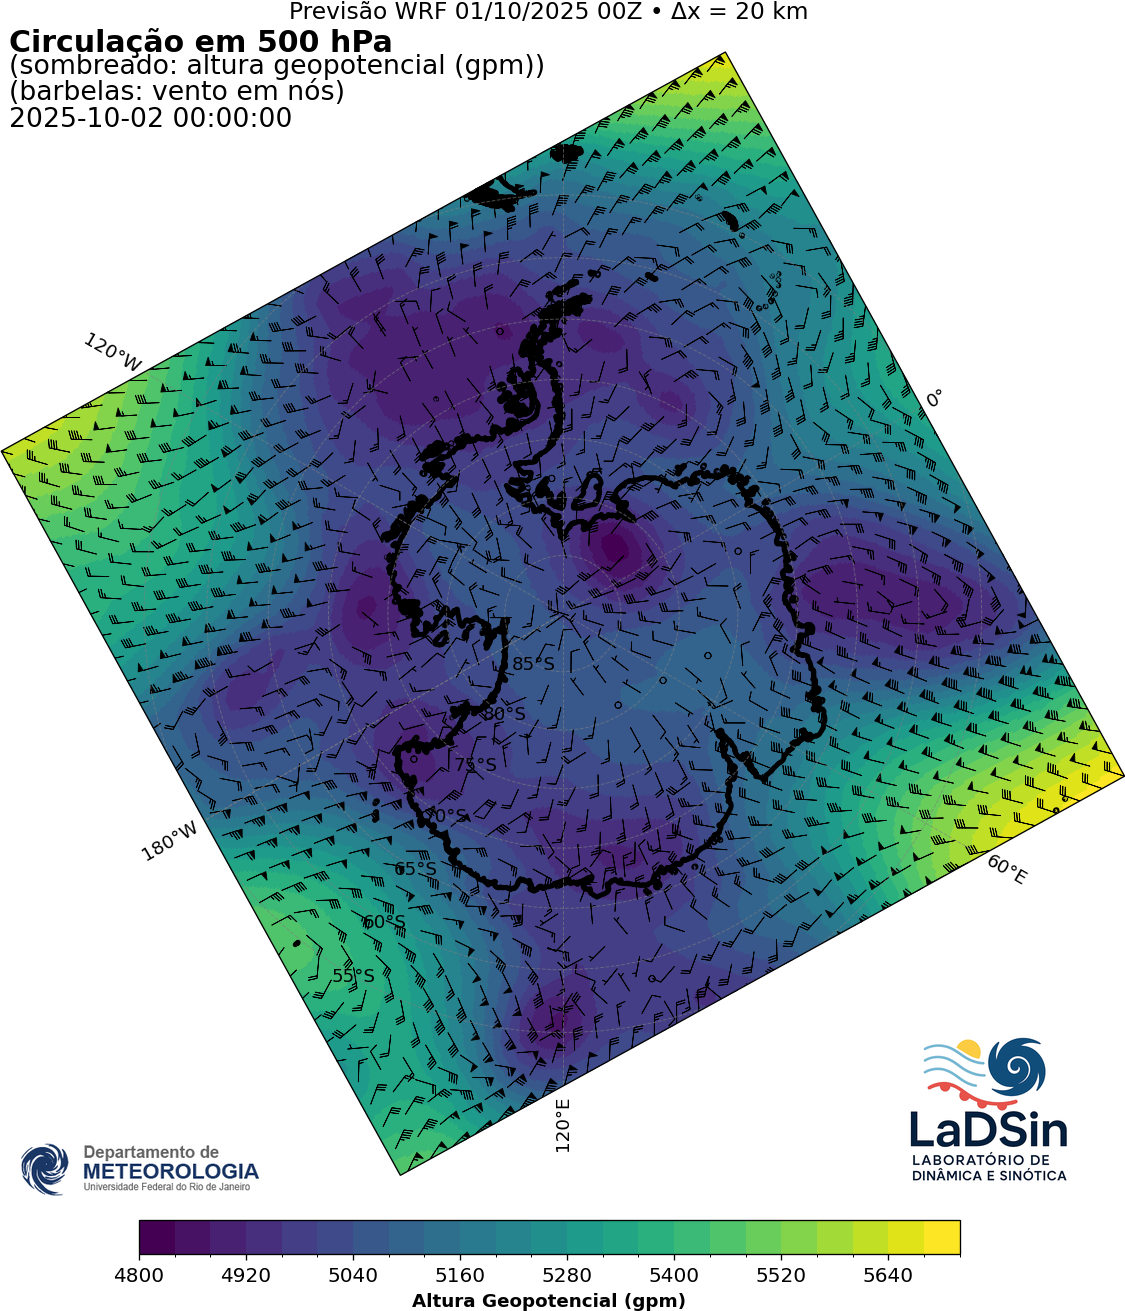 Previsão WRF 01/10/2025 00Z • Δx = 20 km
Circulação em 500 hPa
(sombreado: altura geopotencial (gpm))
(barbelas: vento em nós)
2025-10-02 00:00:00
120°W
0°
85°S
80°S
75°S
70°S
180°W
65°S
60°E
60°S
55°S
120°E
LaDSin
LABORATÓRIO DE
DINÂMICA E SINÓTICA
Departamento de
METEOROLOGIA
Universidade Federal do Rio de Janeiro
4800 4920 5040 5160 5280 5400 5520 5640
Altura Geopotencial (gpm)